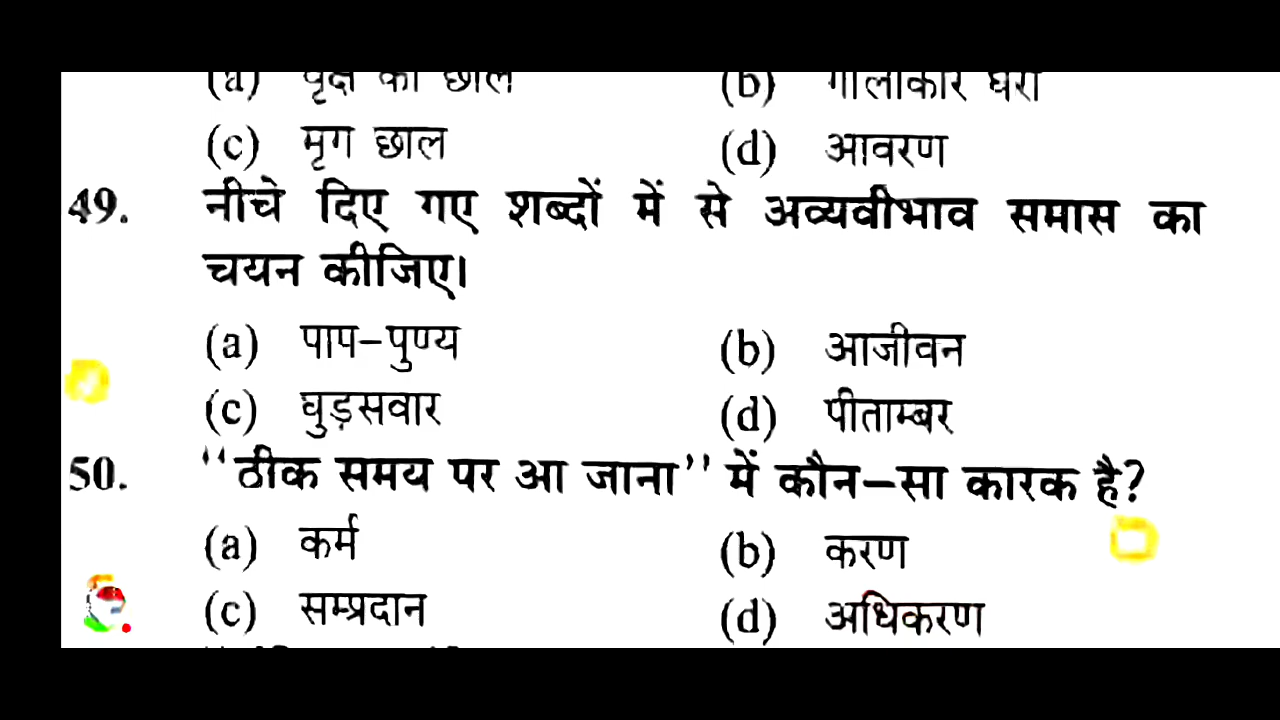 (a) वृक्ष की छाल (b) गोलाकार घेरा
(c) मृग छाल (d) आवरण
49. नीचे दिए गए शब्दों में से अव्यवीभाव समास का
चयन कीजिए।
(a) पाप-पुण्य (b) आजीवन
(c) घुड़सवार (d) पीताम्बर
50. "ठीक समय पर आ जाना" में कौन-सा कारक है?
(a) कर्म (b) करण
(c) सम्प्रदान (d) अधिकरण